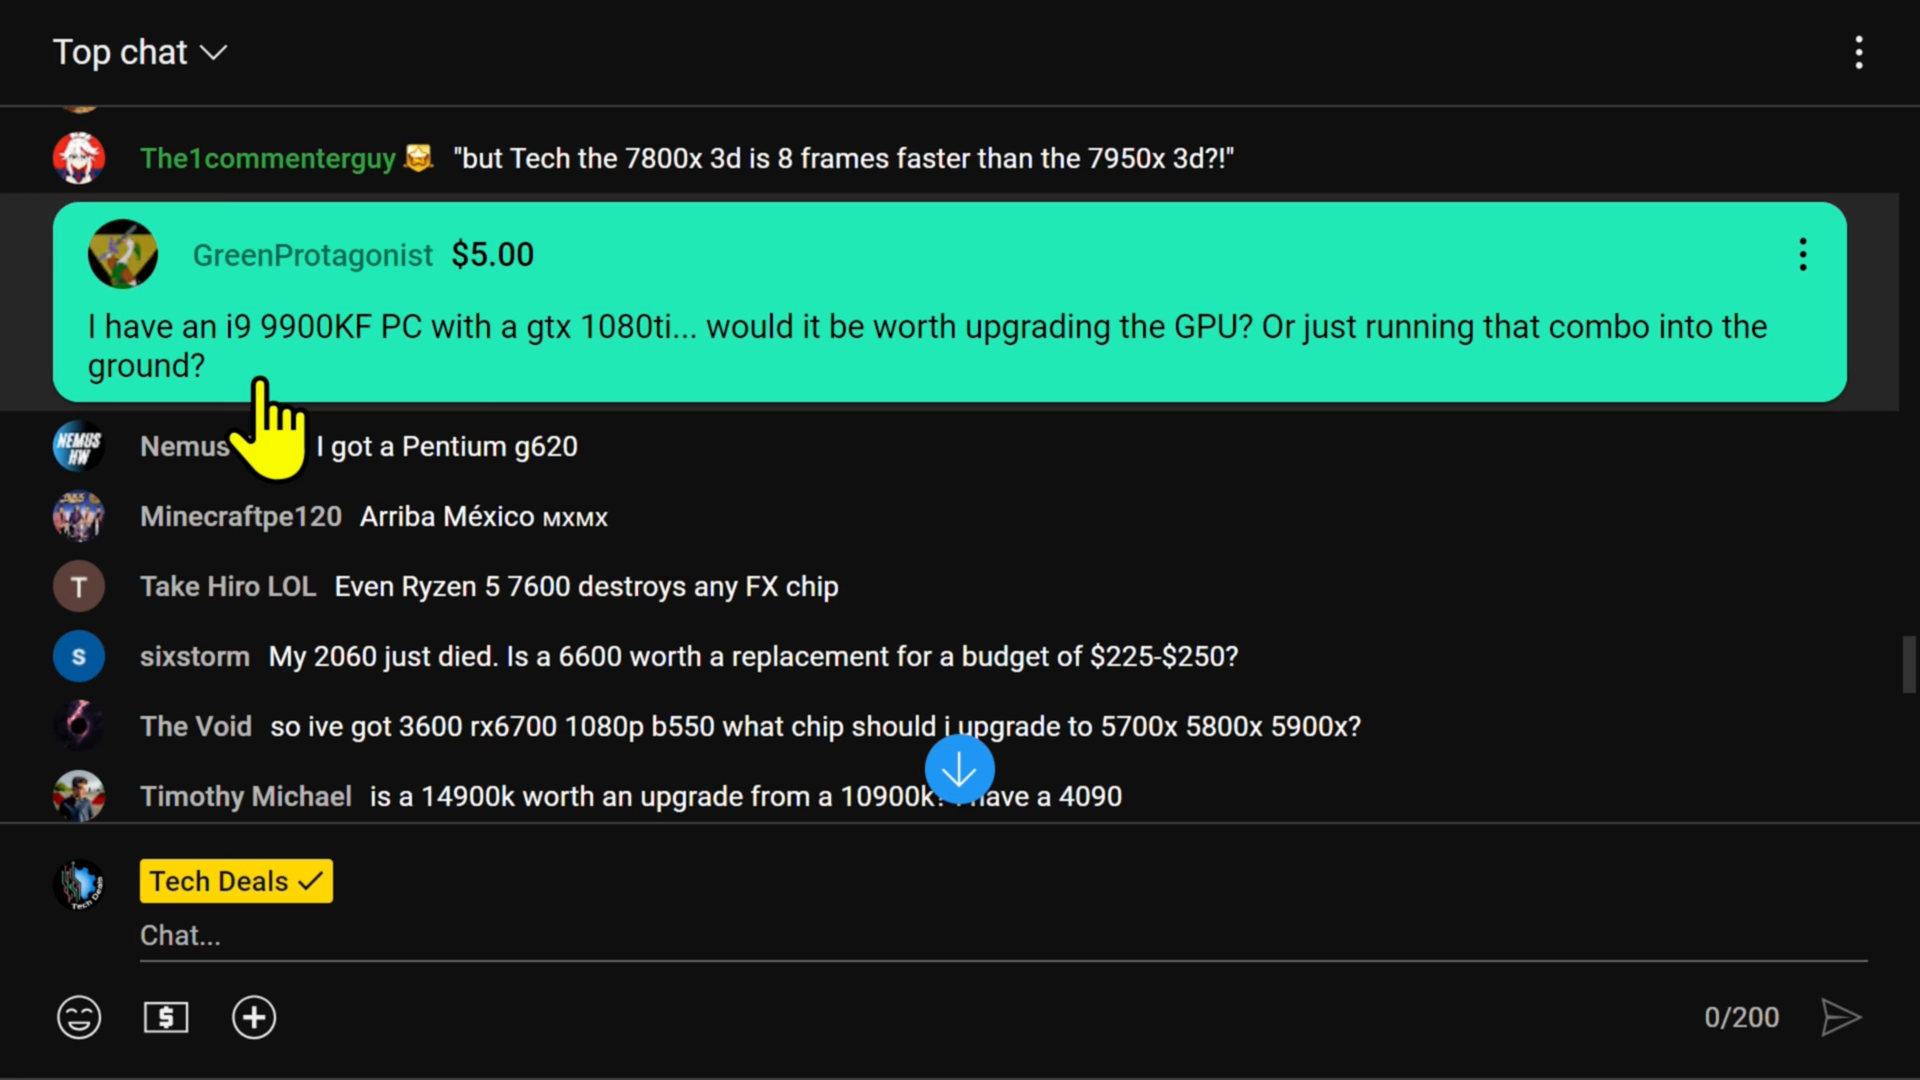 Top chat
The1commenterguy "but Tech the 7800x 3d is 8 frames faster than the 7950x 3d?!"
GreenProtagonist $5.00
I have an i9 9900KF PC with a gtx 1080ti... would it be worth upgrading the GPU? Or just running that combo into the
ground?
NEMUS
HW
Nemus I got a Pentium g620
Minecraftpe120 Arriba México MXMX
T
Take Hiro LOL Even Ryzen 5 7600 destroys any FX chip
S
sixstorm My 2060 just died. Is a 6600 worth a replacement for a budget of $225-$250?
The Void so ive got 3600 rx6700 1080p b550 what chip should i upgrade to 5700x 5800x 5900x?
Timothy Michael is a 14900k worth an upgrade from a 10900k? I have a 4090
Tech Deals
Tech Deals
Chat...
$
0/200